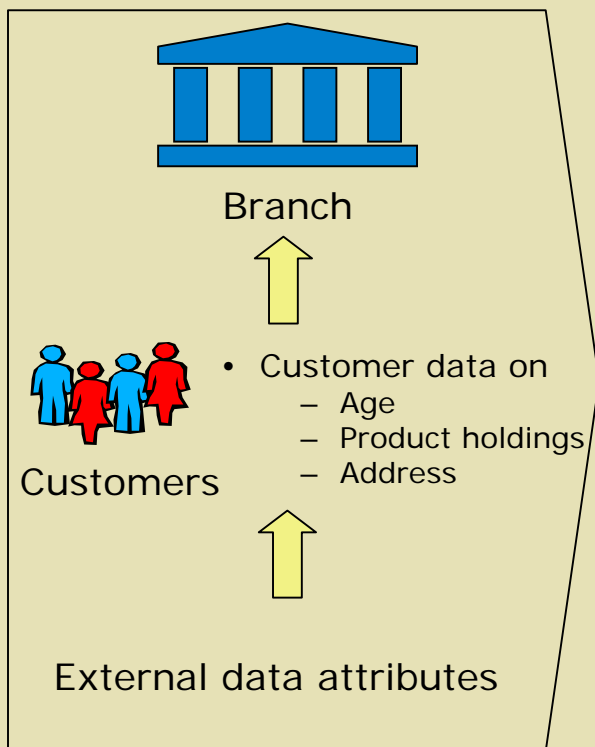 Branch
• Customer data on
– Age
– Product holdings
– Address
Customers
External data attributes